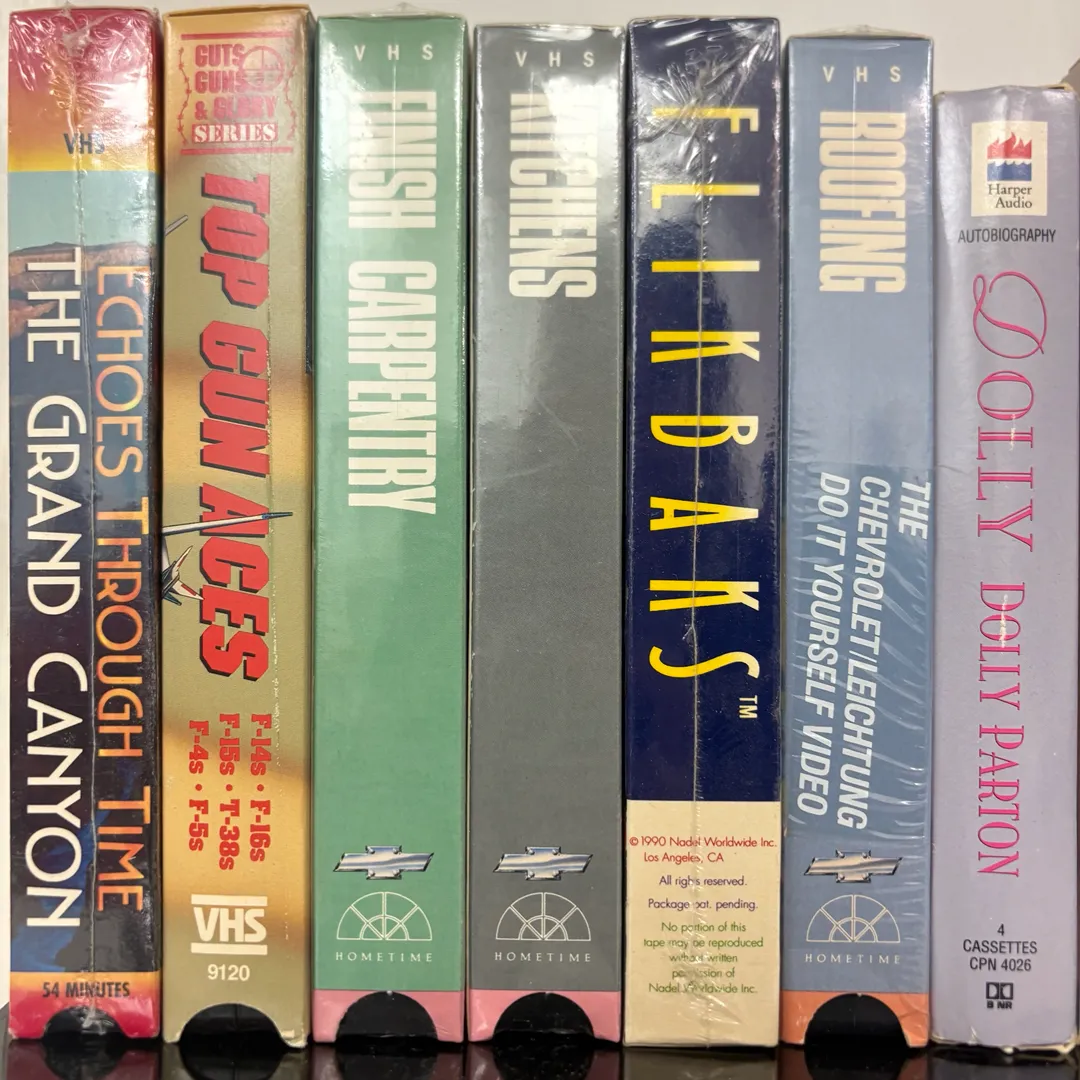 VHS
ECHOES THROUGH TIME
THE GRAND CANYON
54 MINUTES
GUTS
GUNS
& GLORY
SERIES
TOP GUN ACES
F-14s · F-16s
F-15s · T-38s
F-4s · F-5s
VHS
9120
VHS
FINISH CARPENTRY
HOMETIME
VHS
KITCHENS
HOMETIME
FLIKBAKS™
© 1990 Nadel Worldwide Inc.
Los Angeles, CA
All rights reserved.
Package pat. pending.
No portion of this
tape may be reproduced
without written
permission of
Nadel Worldwide Inc.
VHS
ROOFING
THE
CHEVROLET/LEICHTUNG
DO IT YOURSELF VIDEO
HOMETIME
Harper
Audio
AUTOBIOGRAPHY
DOLLY DOLLY PARTON
4
CASSETTES
CPN 4026
B NR